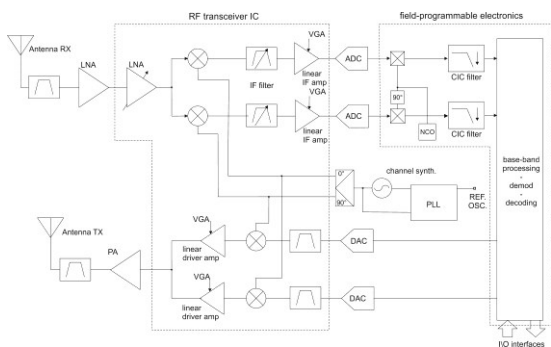 RF transceiver IC
field-programmable electronics
Antenna RX
LNA
LNA
VGA
IF filter
linear
IF amp
ADC
CIC filter
VGA
90°
NCO
linear
IF amp
ADC
CIC filter
0°
90°
channel synth.
PLL
REF.
OSC.
base-band
processing
-
demod
-
decoding
Antenna TX
PA
VGA
linear
driver amp
DAC
VGA
linear
driver amp
DAC
I\O interfaces